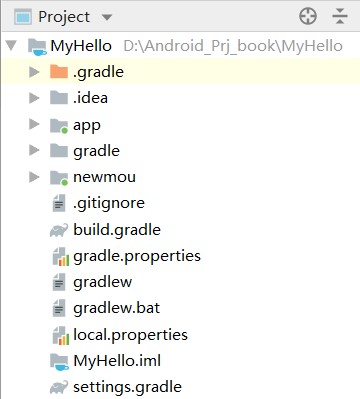 Project
MyHello D:\Android_Prj_book\MyHello
.gradle
.idea
app
gradle
newmou
.gitignore
build.gradle
gradle.properties
gradlew
gradlew.bat
local.properties
MyHello.iml
settings.gradle